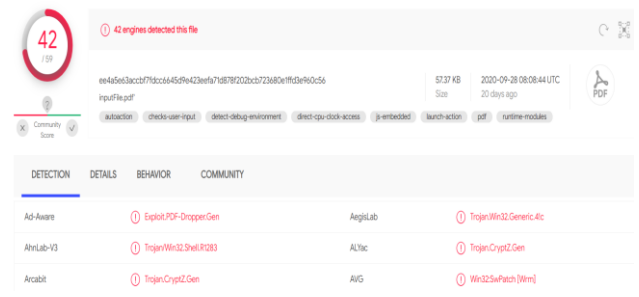 42 engines detected this file
42
/ 59
?
Community
Score
ee4a5e63accbf7fdcc6645d9e423eefa71d878f202bcb723680e1ffd3e960c56
inputFile.pdf'
57.37 KB
Size
2020-09-28 08:08:44 UTC
20 days ago
PDF
autoaction checks-user-input detect-debug-environment direct-cpu-clock-access js-embedded launch-action pdf runtime-modules
DETECTION DETAILS BEHAVIOR COMMUNITY
Ad-Aware Exploit.PDF-Dropper.Gen AegisLab Trojan.Win32.Generic.4!c
AhnLab-V3 Trojan/Win32.Shell.R1283 ALYac Trojan.CryptZ.Gen
Arcabit Trojan.CryptZ.Gen AVG Win32:SwPatch [Wrm]